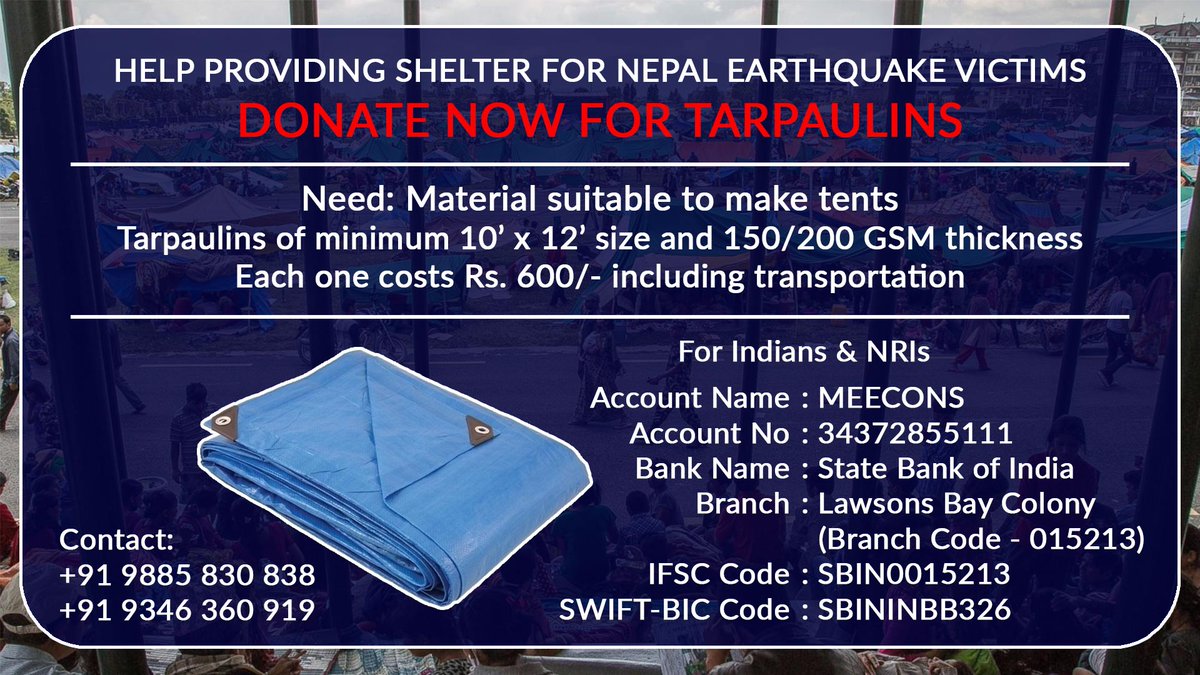 HELP PROVIDING SHELTER FOR NEPAL EARTHQUAKE VICTIMS
DONATE NOW FOR TARPAULINS
Need: Material suitable to make tents
Tarpaulins of minimum 10’ x 12’ size and 150/200 GSM thickness
Each one costs Rs. 600/- including transportation
For Indians & NRIs
Account Name : MEECONS
Account No : 34372855111
Bank Name : State Bank of India
Branch : Lawsons Bay Colony
(Branch Code - 015213)
IFSC Code : SBIN0015213
SWIFT-BIC Code : SBININBB326
Contact:
+91 9885 830 838
+91 9346 360 919